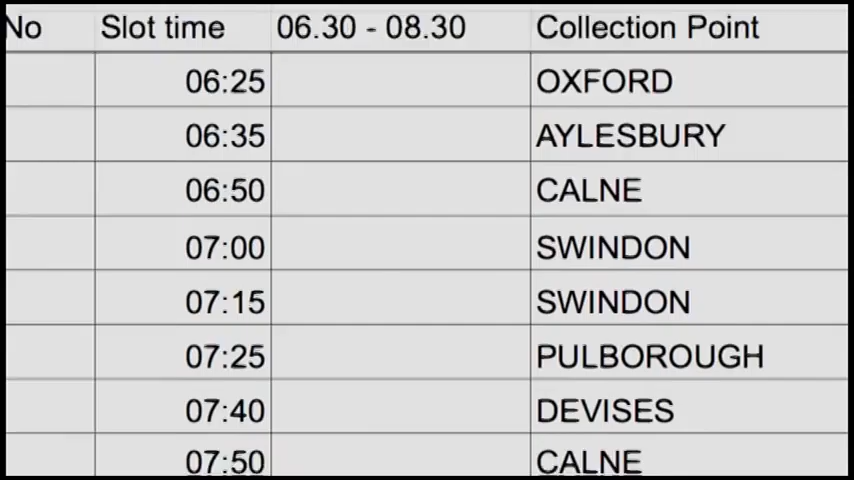 No Slot time 06.30 - 08.30 Collection Point
06:25 OXFORD
06:35 AYLESBURY
06:50 CALNE
07:00 SWINDON
07:15 SWINDON
07:25 PULBOROUGH
07:40 DEVISES
07:50 CALNE